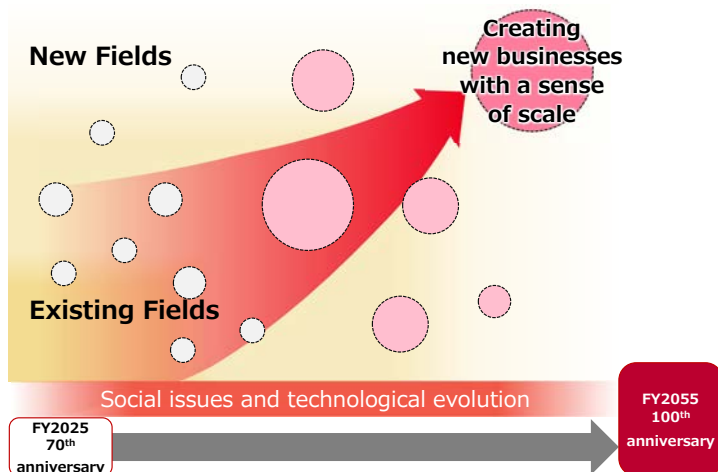 New Fields
Creating
new businesses
with a sense
of scale
Existing Fields
Social issues and technological evolution
FY2025
70th
anniversary
FY2055
100th
anniversary